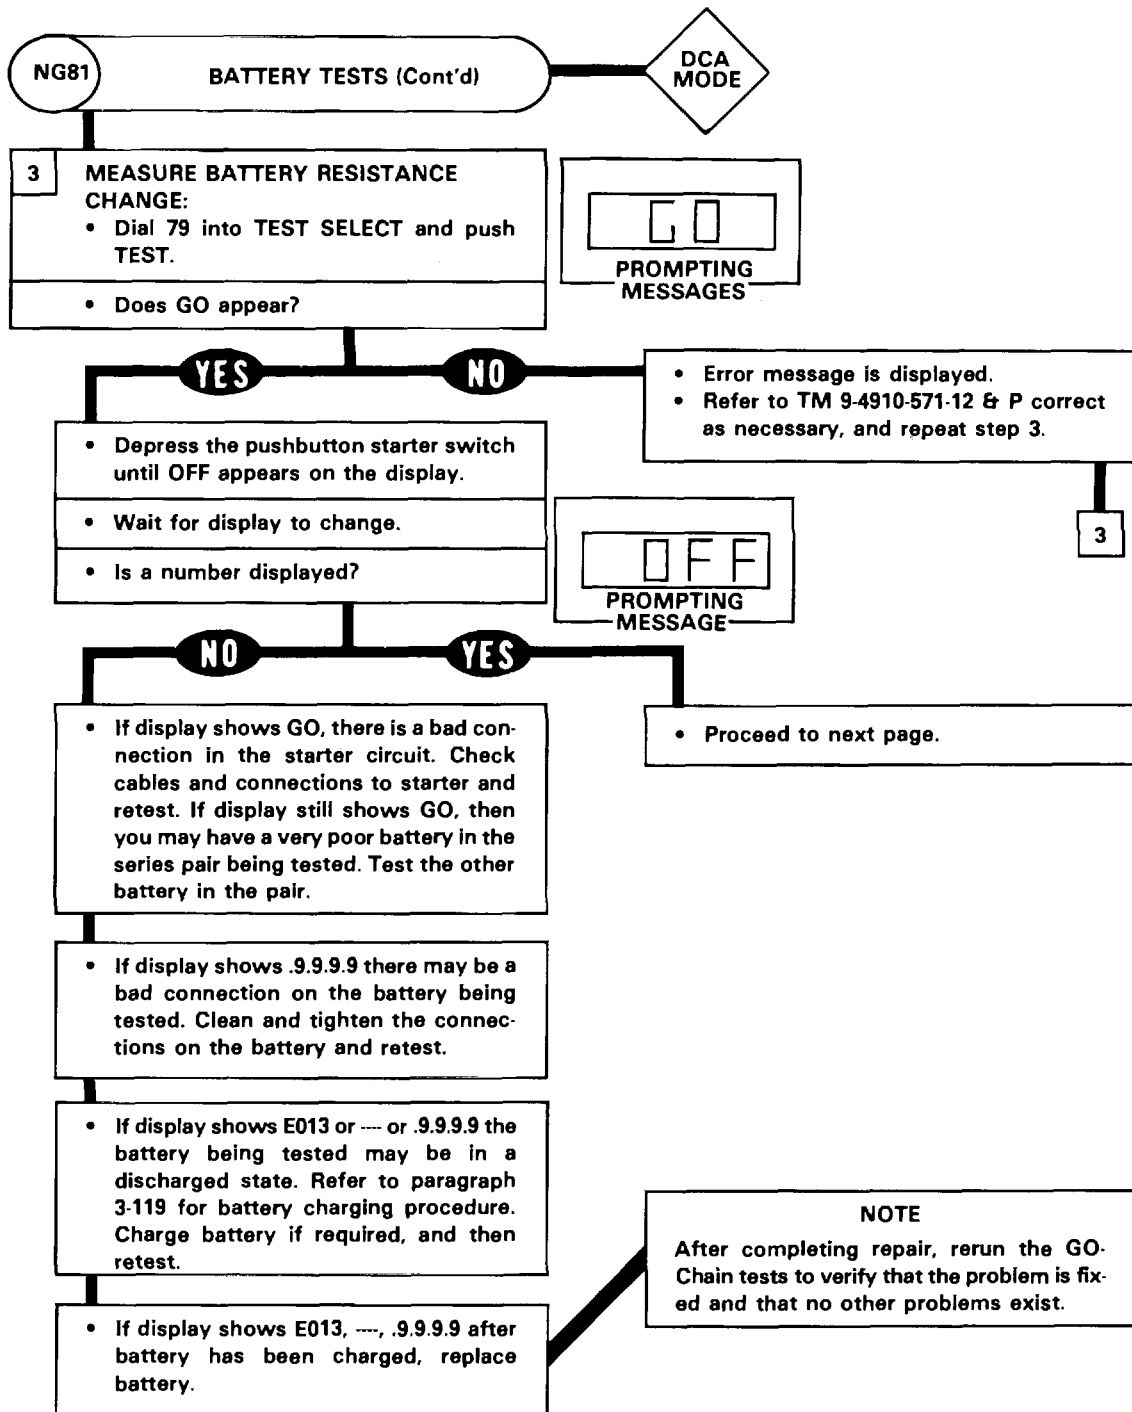 NG81
BATTERY TESTS (Cont'd)
DCA
MODE
3
MEASURE BATTERY RESISTANCE
CHANGE:
• Dial 79 into TEST SELECT and push
TEST.
• Does GO appear?
GO
PROMPTING
MESSAGES
YES
NO
• Error message is displayed.
• Refer to TM 9-4910-571-12 & P correct
as necessary, and repeat step 3.
3
• Depress the pushbutton starter switch
until OFF appears on the display.
• Wait for display to change.
• Is a number displayed?
OFF
PROMPTING
MESSAGE
NO
YES
• If display shows GO, there is a bad con-
nection in the starter circuit. Check
cables and connections to starter and
retest. If display still shows GO, then
you may have a very poor battery in the
series pair being tested. Test the other
battery in the pair.
• Proceed to next page.
• If display shows .9.9.9.9 there may be a
bad connection on the battery being
tested. Clean and tighten the connec-
tions on the battery and retest.
• If display shows E013 or ---- or .9.9.9.9 the
battery being tested may be in a
discharged state. Refer to paragraph
3-119 for battery charging procedure.
Charge battery if required, and then
retest.
• If display shows E013, ----, .9.9.9.9 after
battery has been charged, replace
battery.
NOTE
After completing repair, rerun the GO-
Chain tests to verify that the problem is fix-
ed and that no other problems exist.